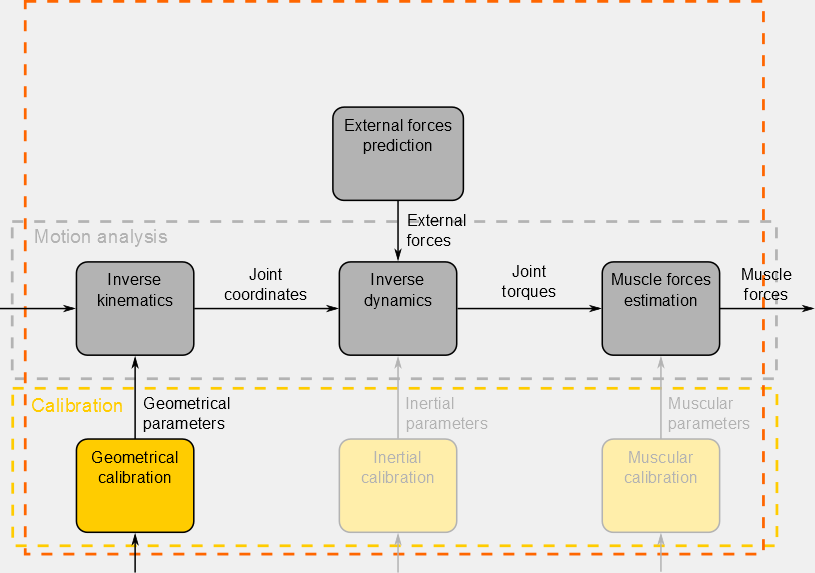 External forces
prediction
External
forces
Motion analysis
Inverse
kinematics
Joint
coordinates
Inverse
dynamics
Joint
torques
Muscle forces
estimation
Muscle
forces
Calibration
Geometrical
parameters
Inertial
parameters
Muscular
parameters
Geometrical
calibration
Inertial
calibration
Muscular
calibration